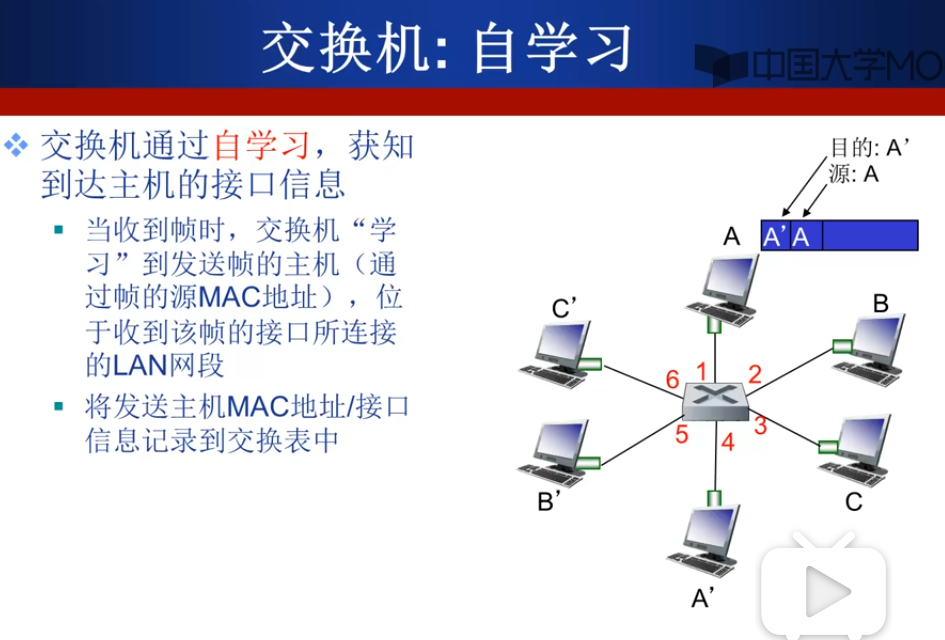 交换机: 自学习
中国大学MO
交换机通过自学习，获知
到达主机的接口信息
当收到帧时，交换机“学
习”到发送帧的主机（通
过帧的源MAC地址），位
于收到该帧的接口所连接
的LAN网段
将发送主机MAC地址/接口
信息记录到交换表中
目的: A’
源: A
A
A’ A
C’
B
6 1 2
5 4 3
B’
C
A’